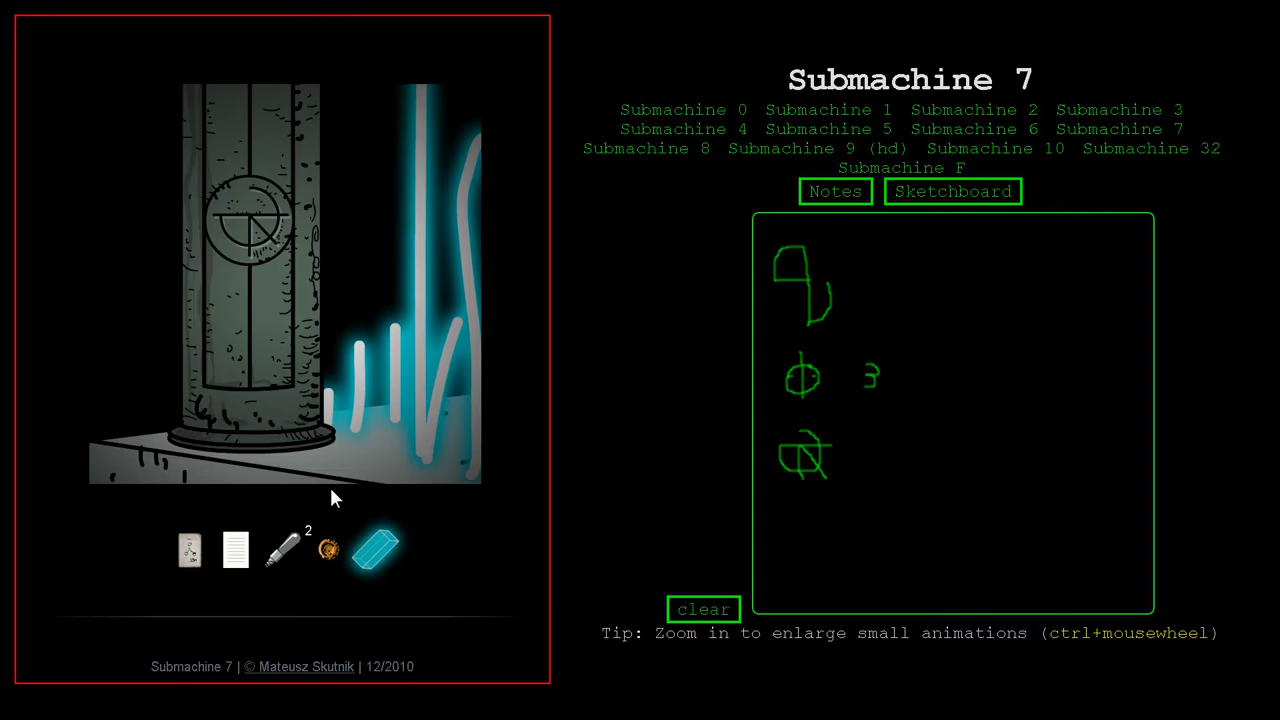 Submachine 7
Submachine 0 Submachine 1 Submachine 2 Submachine 3
Submachine 4 Submachine 5 Submachine 6 Submachine 7
Submachine 8 Submachine 9 (hd) Submachine 10 Submachine 32
Submachine F
Notes Sketchboard
3
2
clear
Tip: Zoom in to enlarge small animations (ctrl+mousewheel)
Submachine 7 | © Mateusz Skutnik | 12/2010